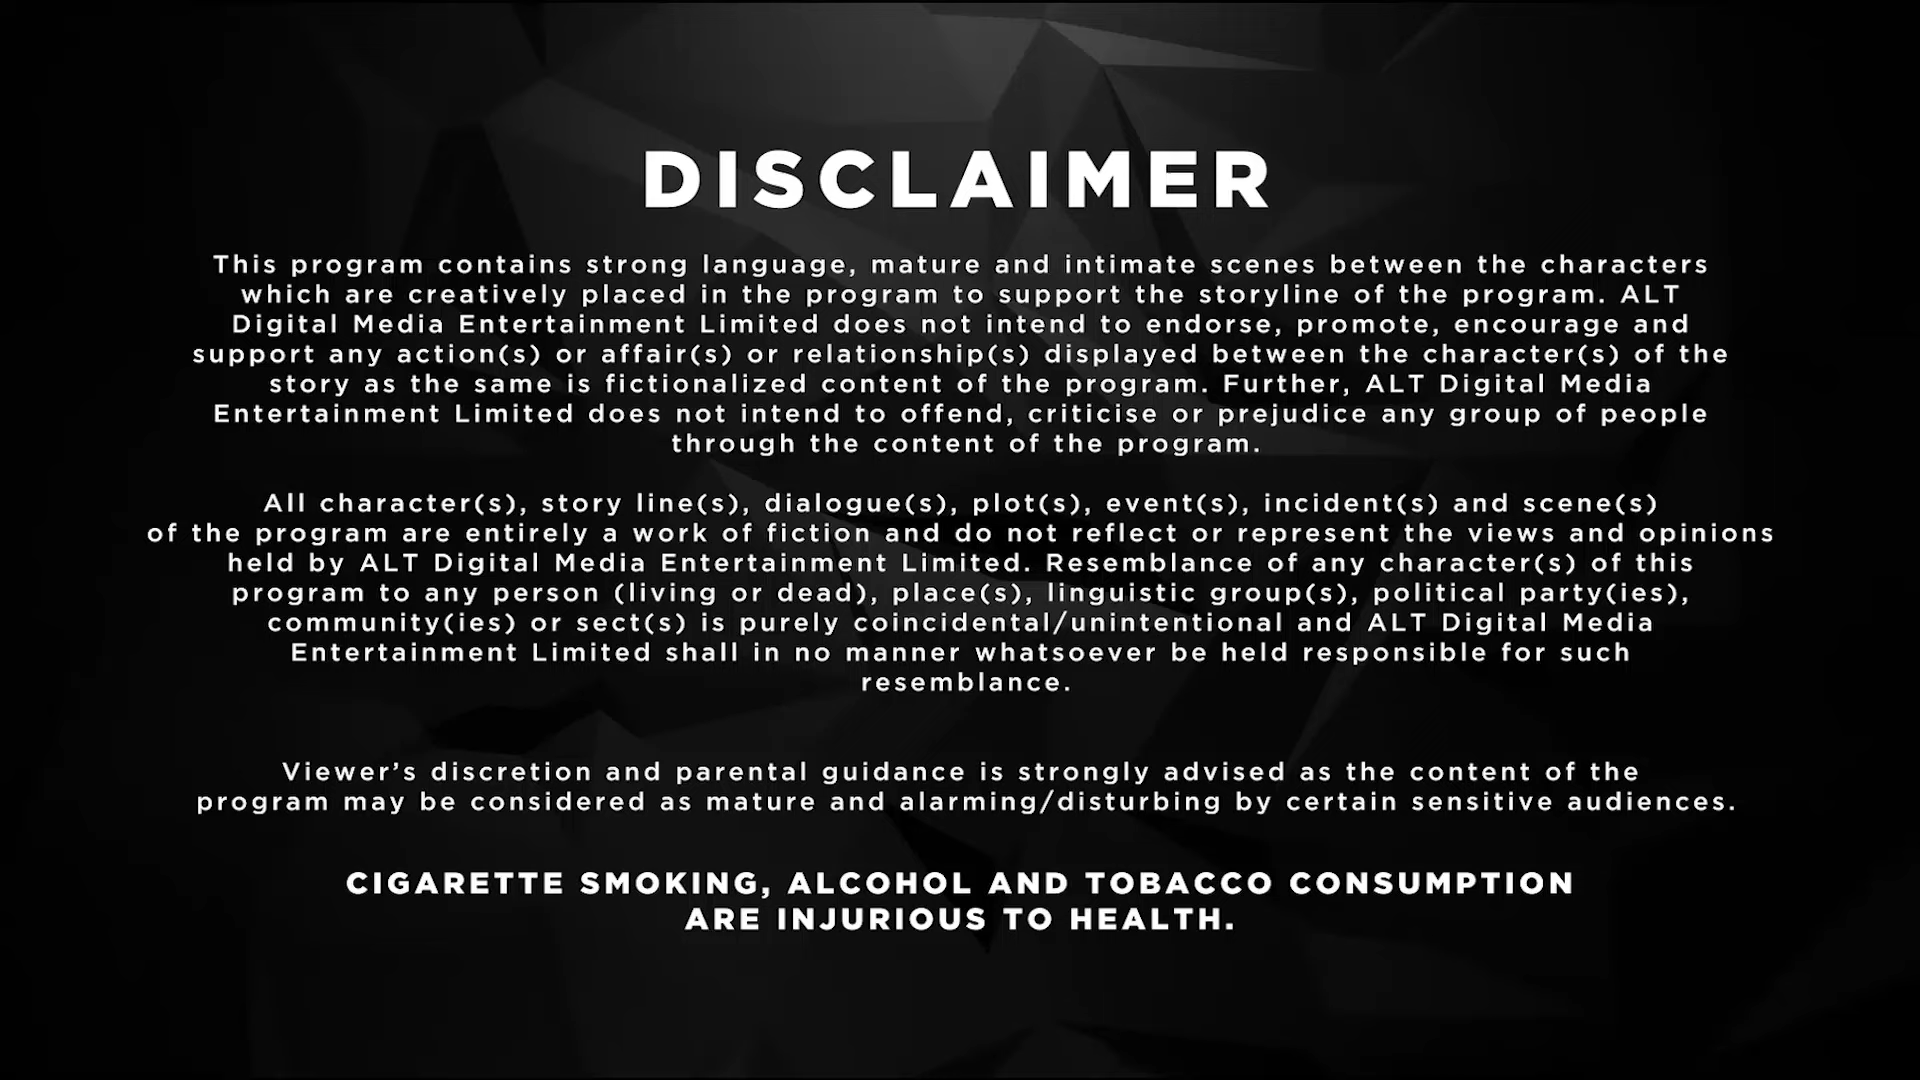 DISCLAIMER
This program contains strong language, mature and intimate scenes between the characters
which are creatively placed in the program to support the storyline of the program. ALT
Digital Media Entertainment Limited does not intend to endorse, promote, encourage and
support any action(s) or affair(s) or relationship(s) displayed between the character(s) of the
story as the same is fictionalized content of the program. Further, ALT Digital Media
Entertainment Limited does not intend to offend, criticise or prejudice any group of people
through the content of the program.
All character(s), story line(s), dialogue(s), plot(s), event(s), incident(s) and scene(s)
of the program are entirely a work of fiction and do not reflect or represent the views and opinions
held by ALT Digital Media Entertainment Limited. Resemblance of any character(s) of this
program to any person (living or dead), place(s), linguistic group(s), political party(ies),
community(ies) or sect(s) is purely coincidental/unintentional and ALT Digital Media
Entertainment Limited shall in no manner whatsoever be held responsible for such
resemblance.
Viewer’s discretion and parental guidance is strongly advised as the content of the
program may be considered as mature and alarming/disturbing by certain sensitive audiences.
CIGARETTE SMOKING, ALCOHOL AND TOBACCO CONSUMPTION
ARE INJURIOUS TO HEALTH.